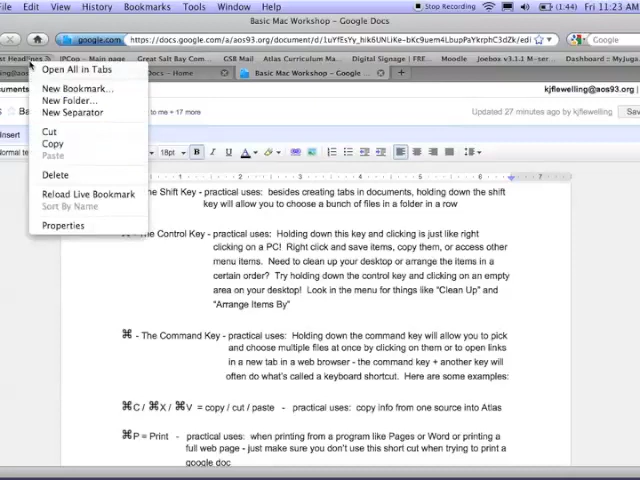 File Edit View History Bookmarks Tools Window Help Stop Recording (1:44) Fri 11:23 AM
Basic Mac Workshop – Google Docs
google.com https://docs.google.com/a/aos93.org/document/d/
Google
Headlines IPCop – Main page Great Salt Bay Com... GSB Mail Atlas Curriculum Ma... Digital Signage | FRE... Moodle Joebox v3.1.1 M-ber... Dashboard :: MyJuga
Docs – Home Basic Mac Workshop – Google ...
kjflewelling@aos93.org
to me + 17 more Updated 27 minutes ago by kjflewelling
Insert
Normal text 18pt B I U A
Open All in Tabs
New Bookmark...
New Folder...
New Separator
Cut
Copy
Paste
Delete
Reload Live Bookmark
Sort By Name
Properties
1 2 3 4 5 6 7
The Shift Key - practical uses: besides creating tabs in documents, holding down the shift
key will allow you to choose a bunch of files in a folder in a row
The Control Key - practical uses: Holding down this key and clicking is just like right
clicking on a PC! Right click and save items, copy them, or access other
menu items. Need to clean up your desktop or arrange the items in a
certain order? Try holding down the control key and clicking on an empty
area on your desktop! Look in the menu for things like “Clean Up” and
“Arrange Items By”
⌘ - The Command Key - practical uses: Holding down the command key will allow you to pick
and choose multiple files at once by clicking on them or to open links
in a new tab in a web browser - the command key + another key will
often do what’s called a keyboard shortcut. Here are some examples:
⌘C / ⌘X / ⌘V = copy / cut / paste - practical uses: copy info from one source into Atlas
⌘P = Print - practical uses: when printing from a program like Pages or Word or printing a
full web page - just make sure you don’t use this short cut when trying to print a
google doc